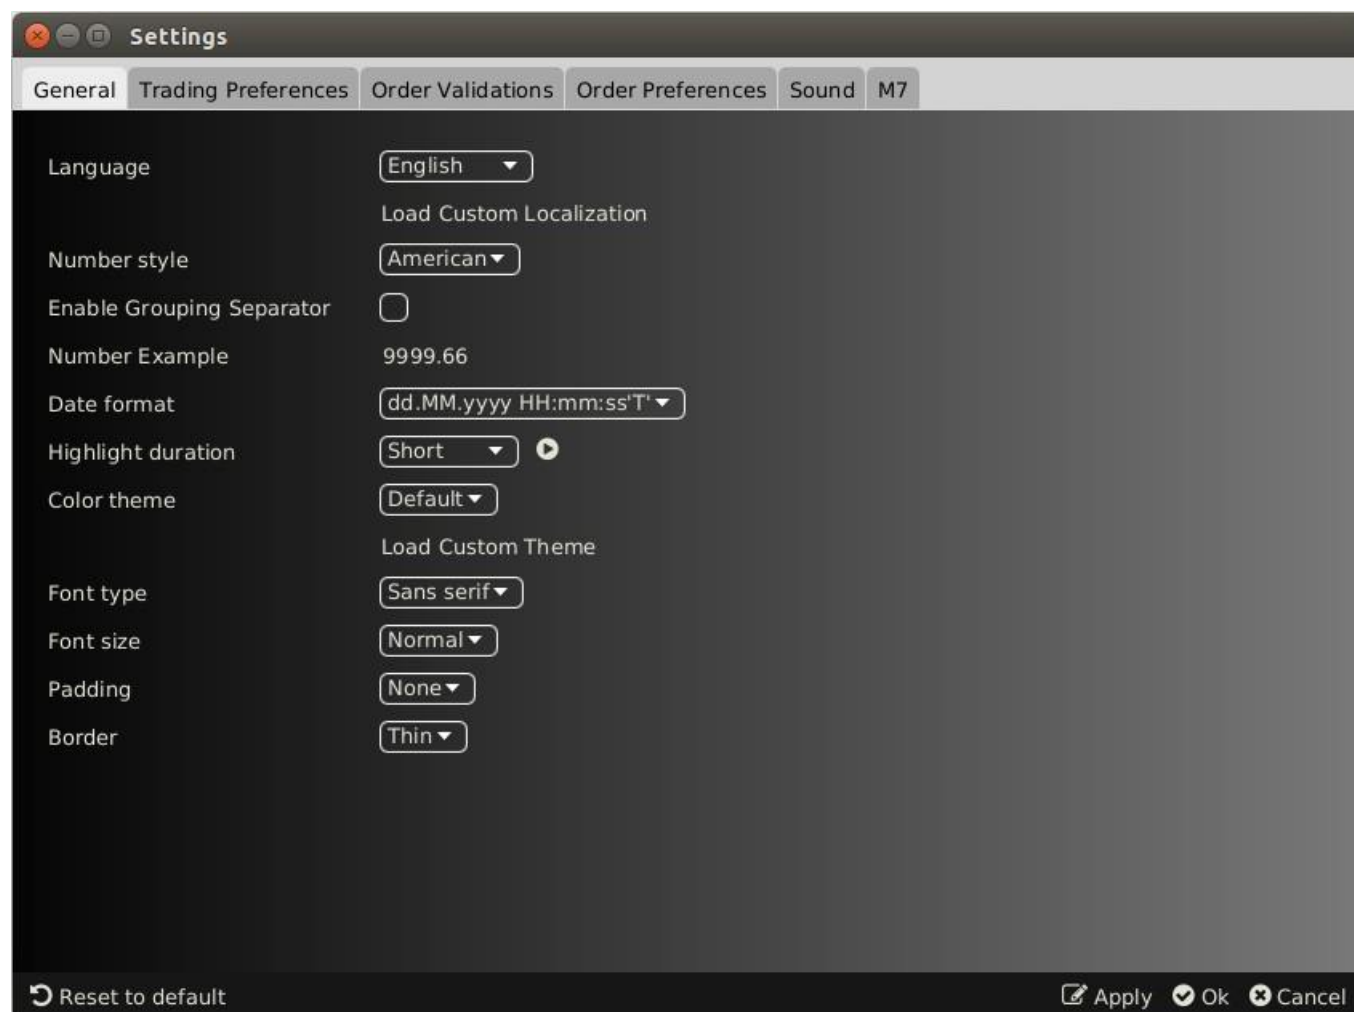 Settings
General Trading Preferences Order Validations Order Preferences Sound M7
Language English
Load Custom Localization
Number style American
Enable Grouping Separator
Number Example 9999.66
Date format dd.MM.yyyy HH:mm:ss'T'
Highlight duration Short
Color theme Default
Load Custom Theme
Font type Sans serif
Font size Normal
Padding None
Border Thin
Reset to default Apply Ok Cancel